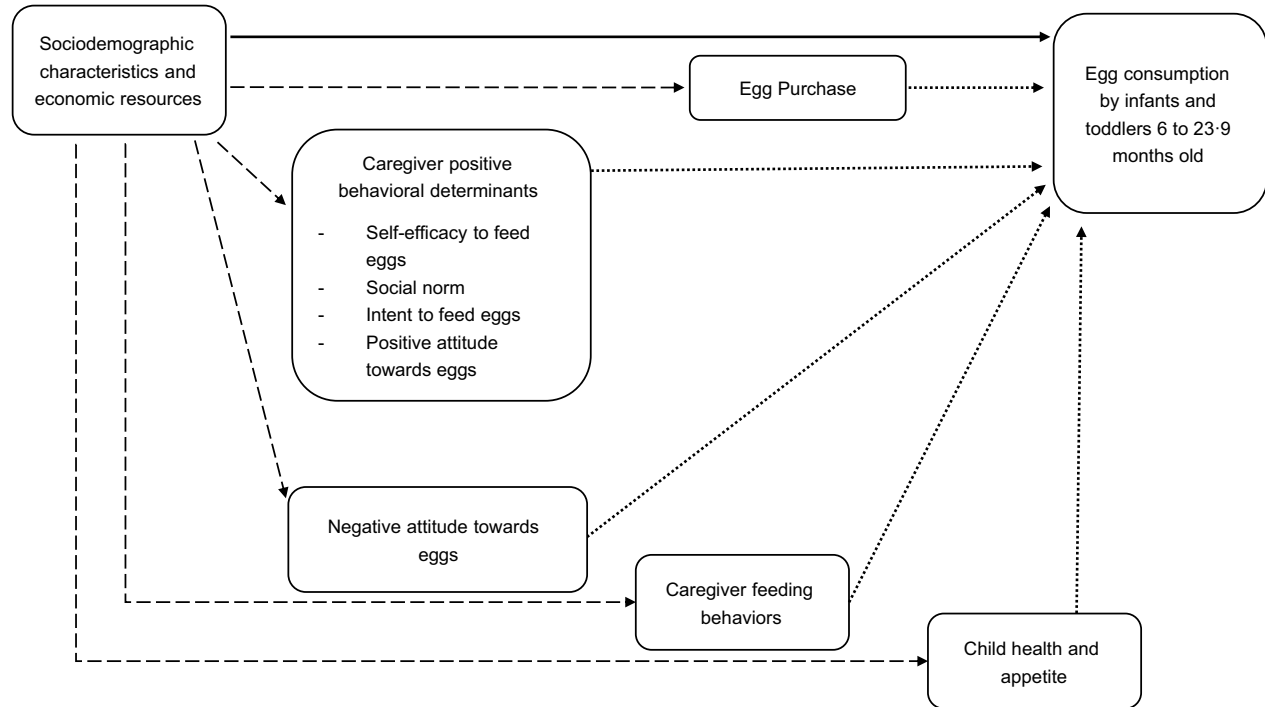 Sociodemographic
characteristics and
economic resources
Egg Purchase
Egg consumption
by infants and
toddlers 6 to 23·9
months old
Caregiver positive
behavioral determinants
- Self-efficacy to feed
eggs
- Social norm
- Intent to feed eggs
- Positive attitude
towards eggs
Negative attitude towards
eggs
Caregiver feeding
behaviors
Child health and
appetite